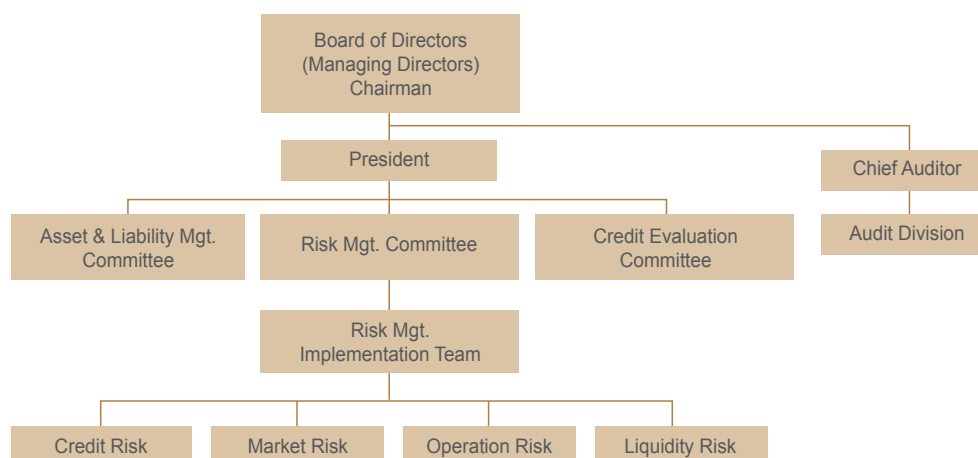 Board of Directors
(Managing Directors)
Chairman
President
Chief Auditor
Asset & Liability Mgt.
Committee
Risk Mgt. Committee
Credit Evaluation
Committee
Audit Division
Risk Mgt.
Implementation Team
Credit Risk
Market Risk
Operation Risk
Liquidity Risk